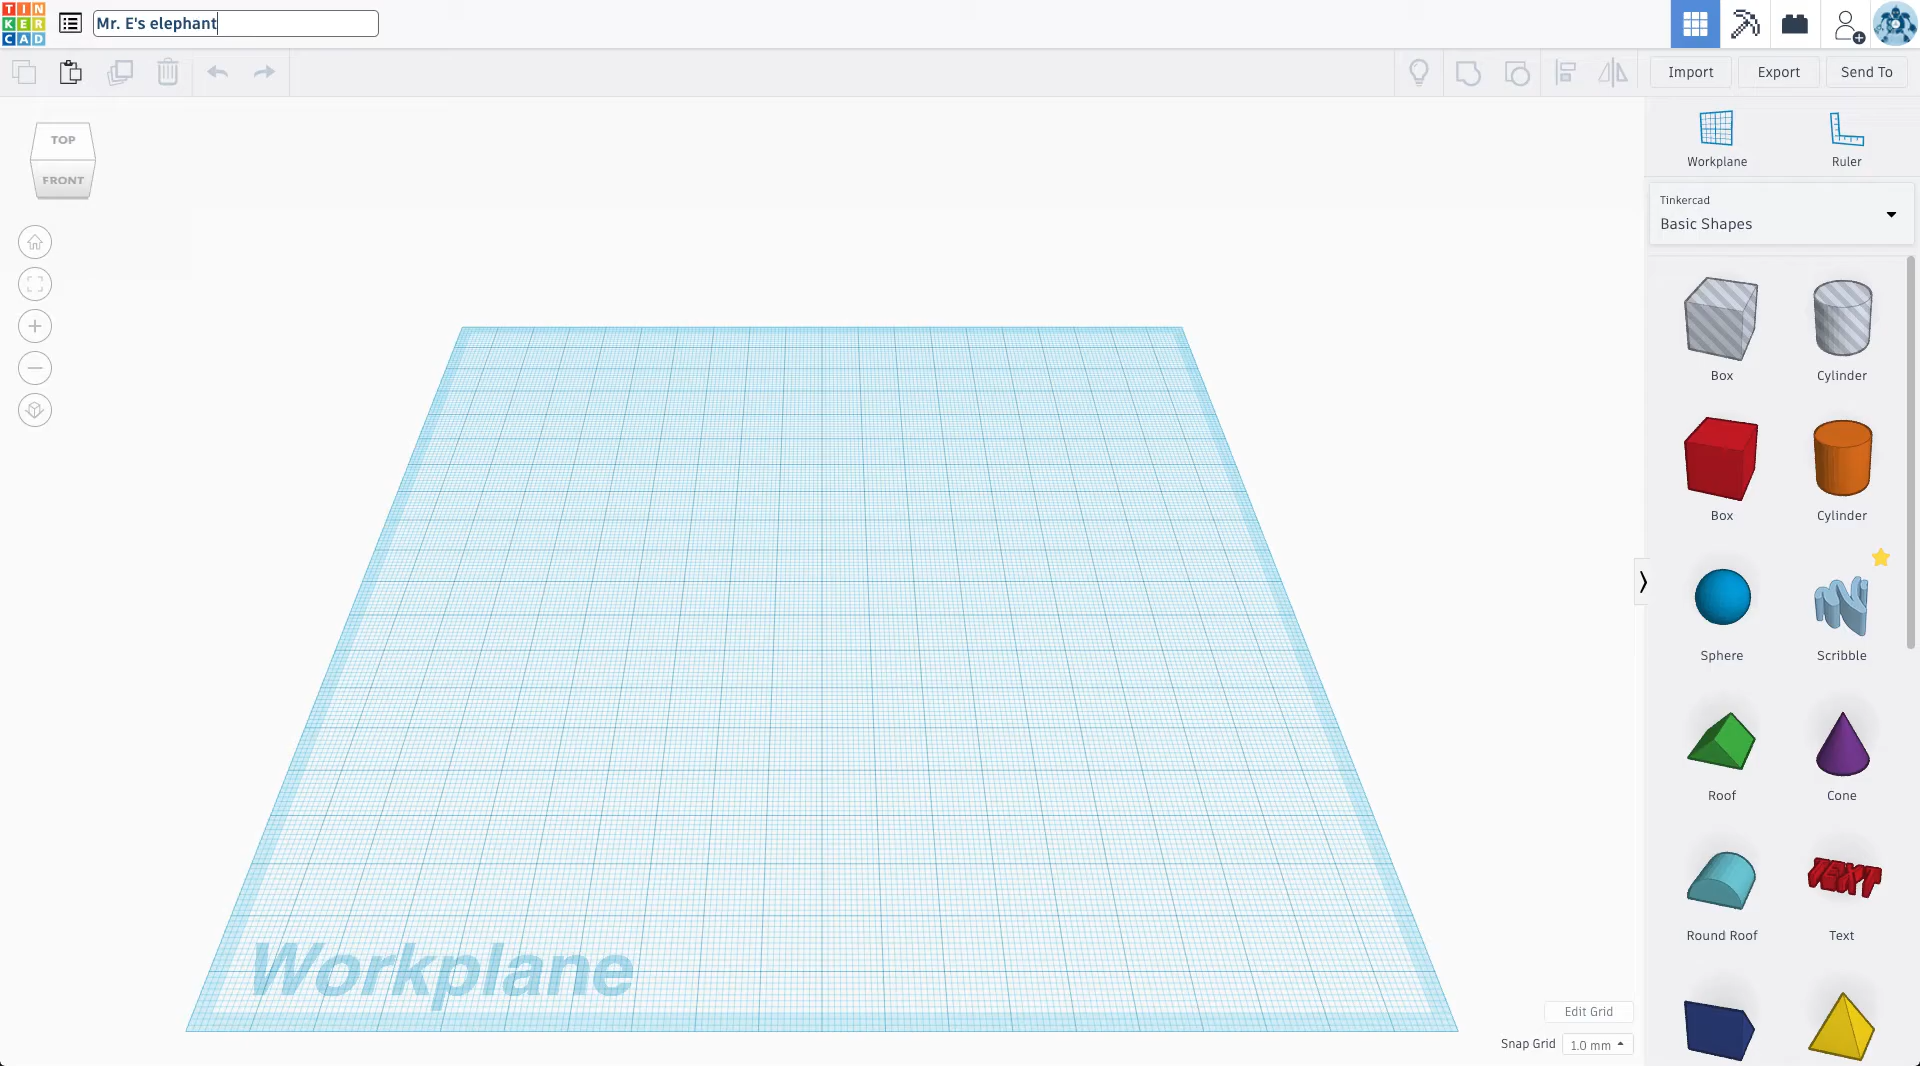 TIN
KER
CAD
Mr. E's elephant
Import
Export
Send To
TOP
FRONT
Workplane
Ruler
Tinkercad
Basic Shapes
Box
Cylinder
Box
Cylinder
Sphere
Scribble
Roof
Cone
TEXT
Round Roof
Text
Workplane
Edit Grid
Snap Grid
1.0 mm